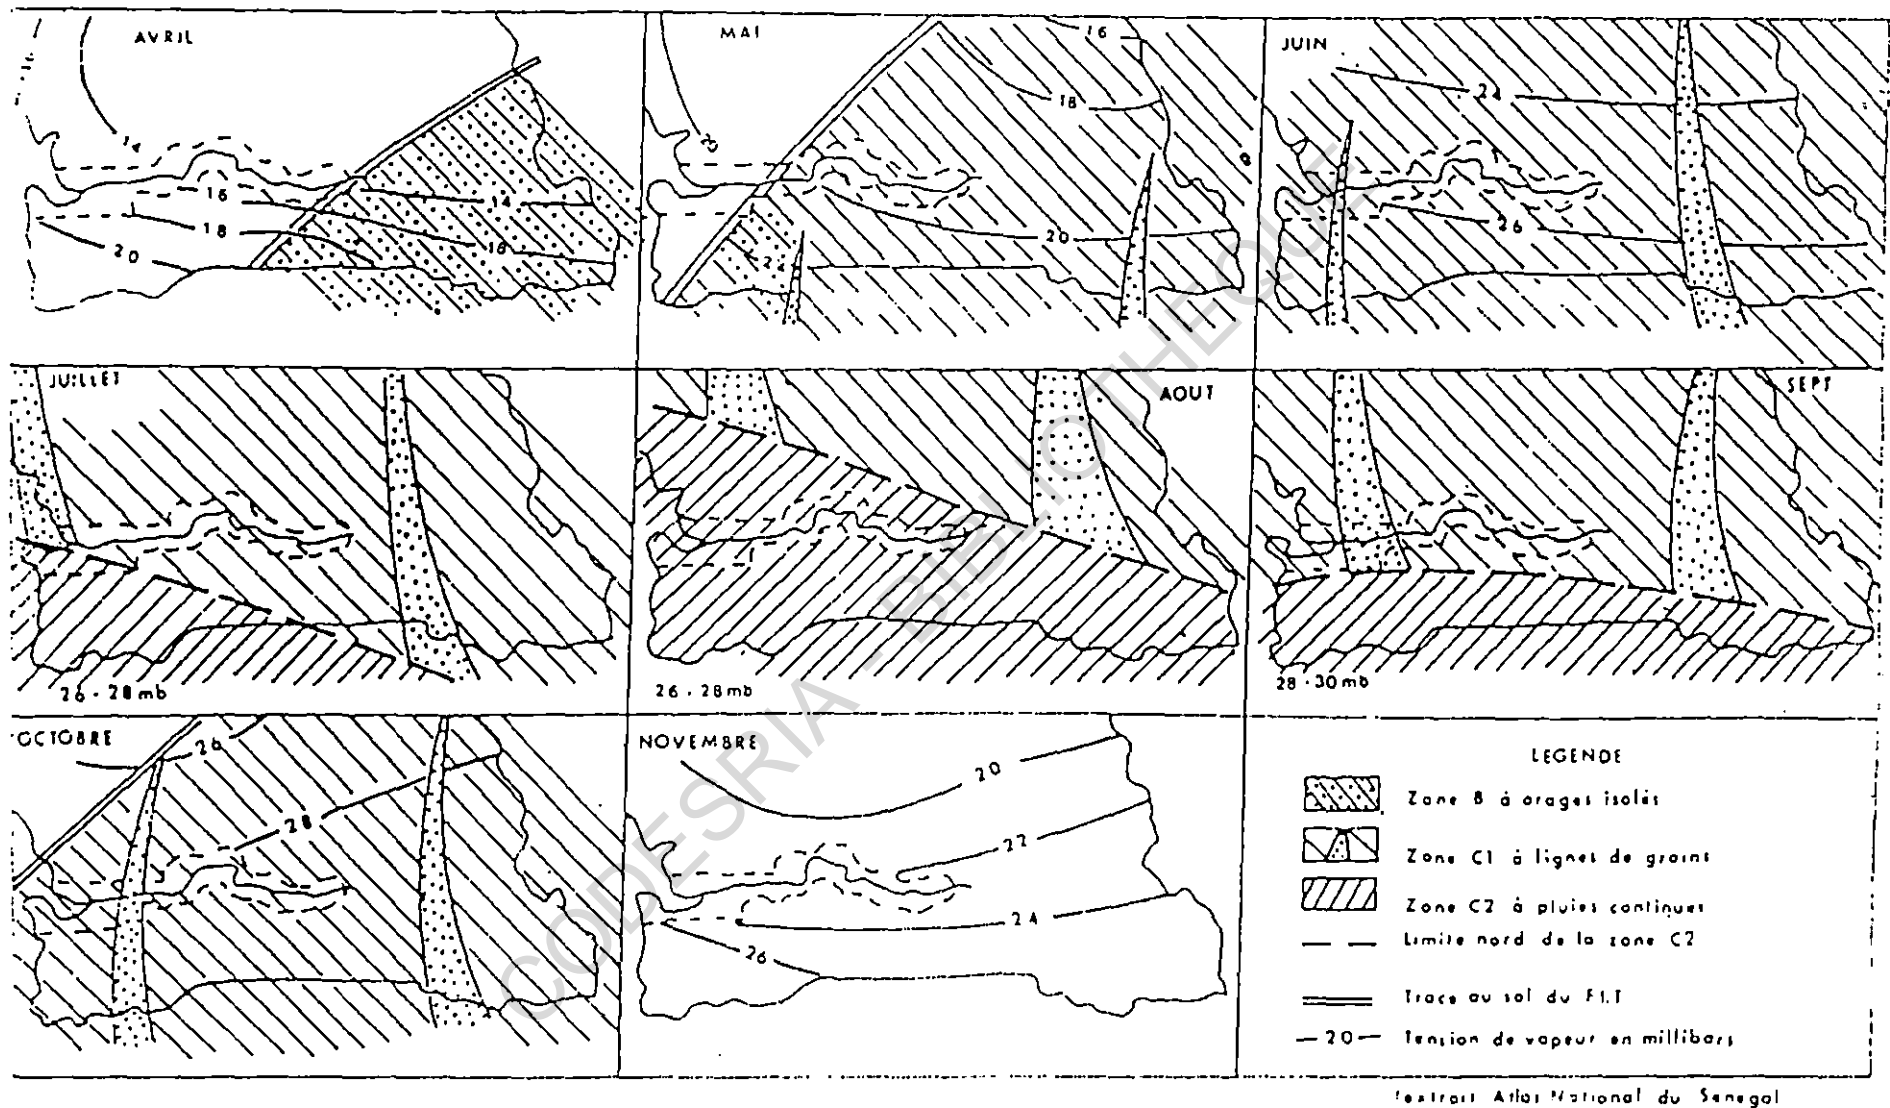 AVRIL
14
16
14
18
16
20
MAI
16
18
20
JUIN
24
26
JUILLET
26 - 28 mb
AOUT
26 - 28 mb
SEPT
28 - 30 mb
OCTOBRE
26
28
NOVEMBRE
20
22
24
26
LEGENDE
Zone B à orages isolés
Zone C1 à lignes de grains
Zone C2 à pluies continues
Limite nord de la zone C2
Trace au sol du F.I.T
20 Tension de vapeur en millibars
extrait Atlas National du Senegal
CODESRIA - BIBLIOTHEQUE